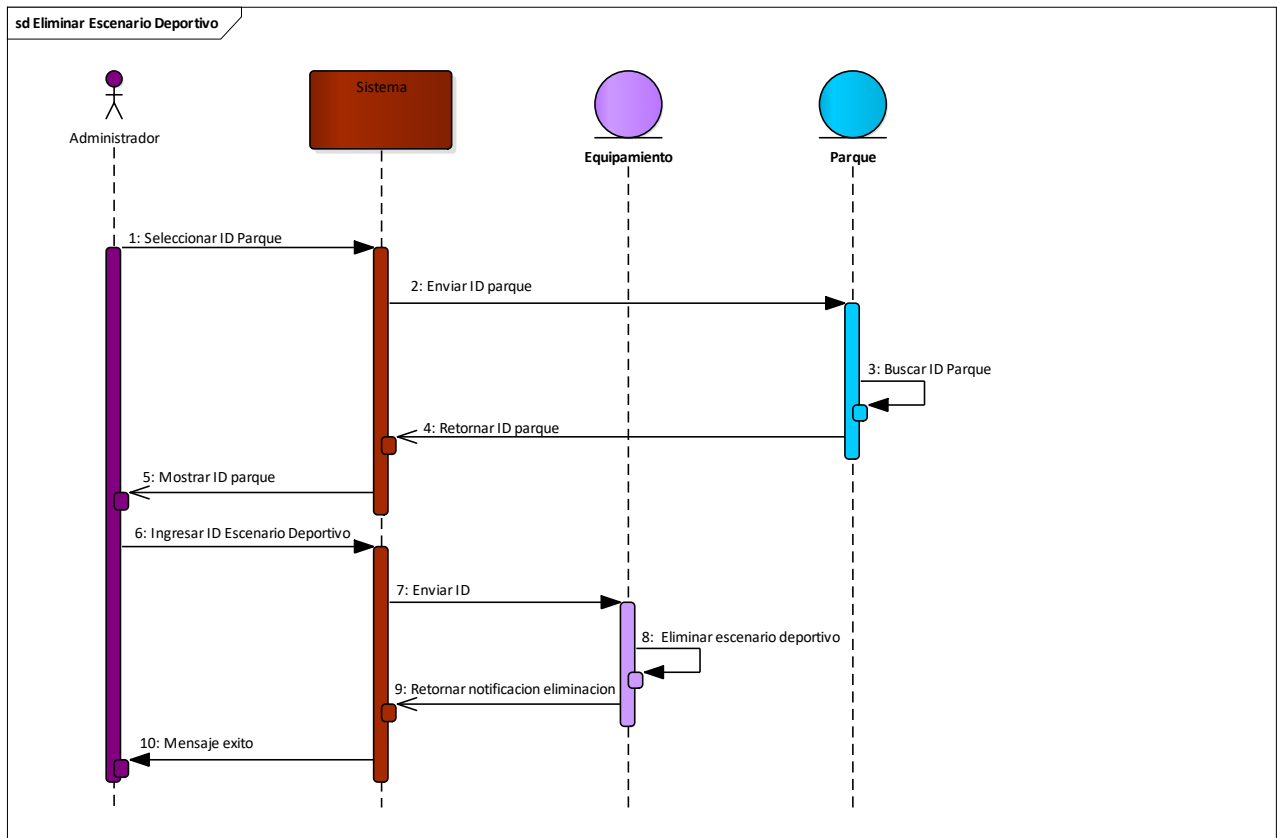 sd Eliminar Escenario Deportivo
Administrador
Sistema
Equipamiento
Parque
1: Seleccionar ID Parque
2: Enviar ID parque
3: Buscar ID Parque
4: Retornar ID parque
5: Mostrar ID parque
6: Ingresar ID Escenario Deportivo
7: Enviar ID
8: Eliminar escenario deportivo
9: Retornar notificacion eliminacion
10: Mensaje exito